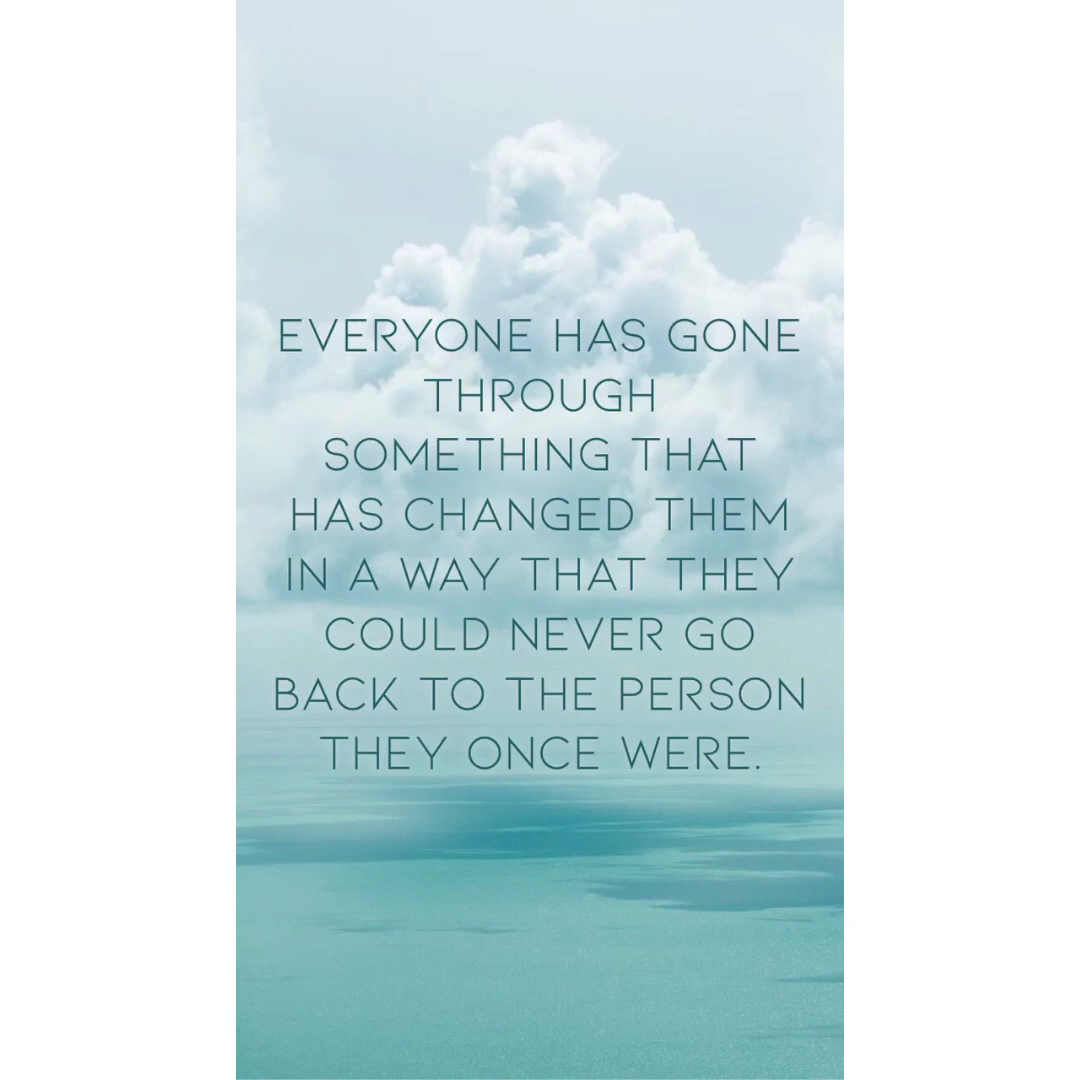 EVERYONE HAS GONE
THROUGH
SOMETHING THAT
HAS CHANGED THEM
IN A WAY THAT THEY
COULD NEVER GO
BACK TO THE PERSON
THEY ONCE WERE.